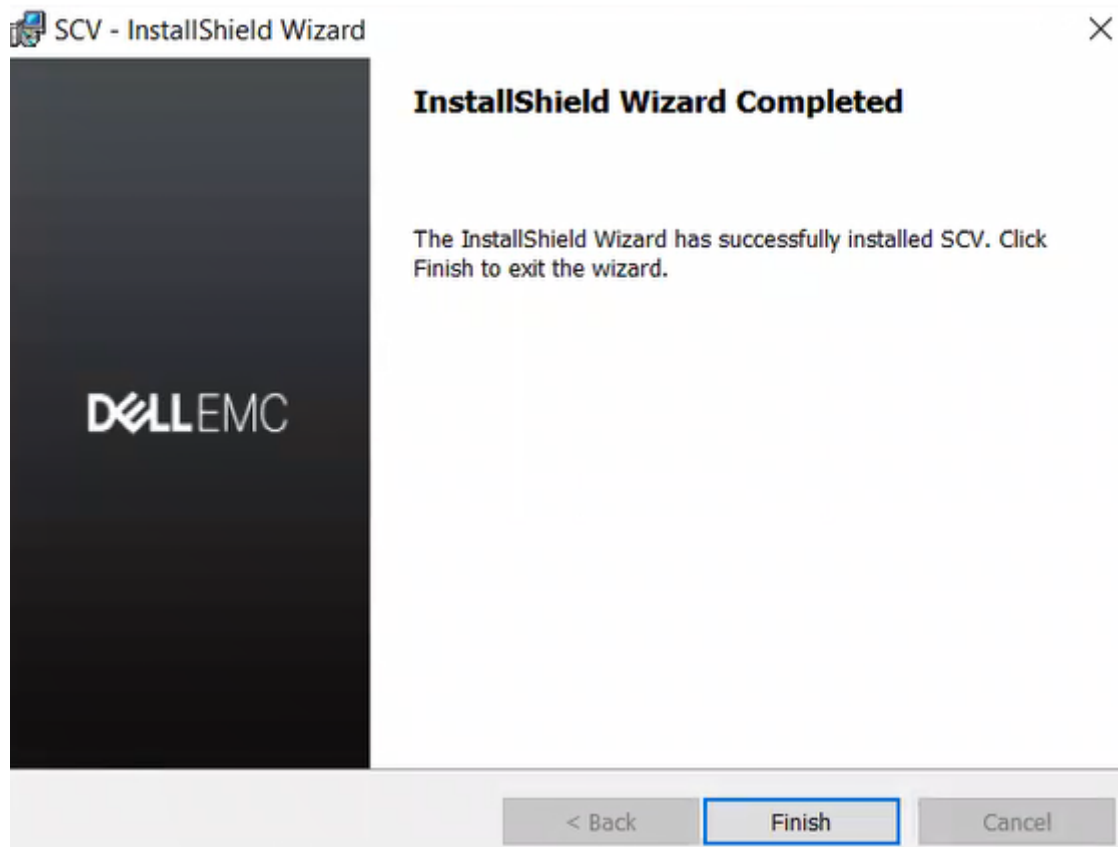 SCV - InstallShield Wizard
InstallShield Wizard Completed
The InstallShield Wizard has successfully installed SCV. Click
Finish to exit the wizard.
DELLEMC
< Back
Finish
Cancel